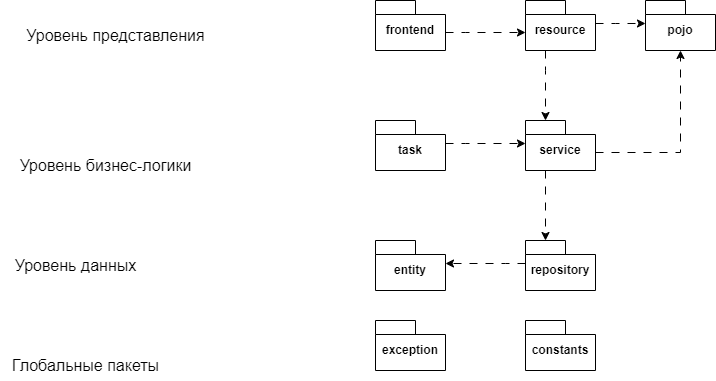 Уровень представления
frontend
resource
pojo
Уровень бизнес-логики
task
service
Уровень данных
entity
repository
Глобальные пакеты
exception
constants